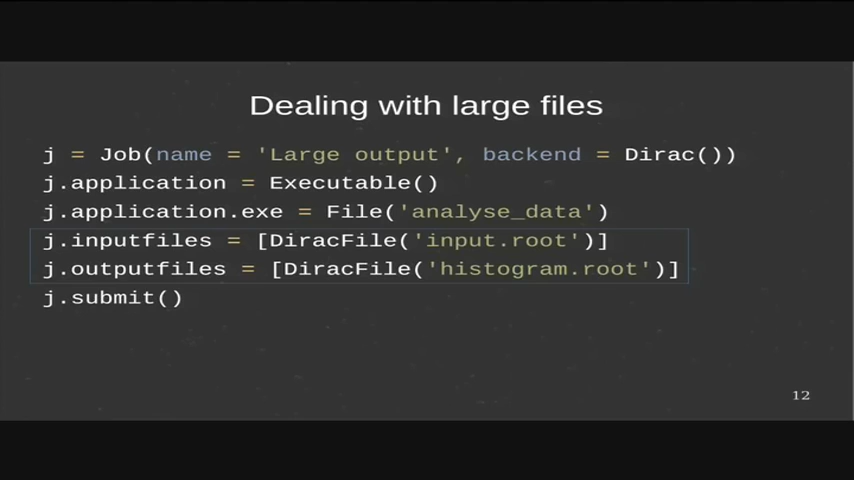 Dealing with large files
j = Job(name = 'Large output', backend = Dirac())
j.application = Executable()
j.application.exe = File('analyse_data')
j.inputfiles = [DiracFile('input.root')]
j.outputfiles = [DiracFile('histogram.root')]
j.submit()
12